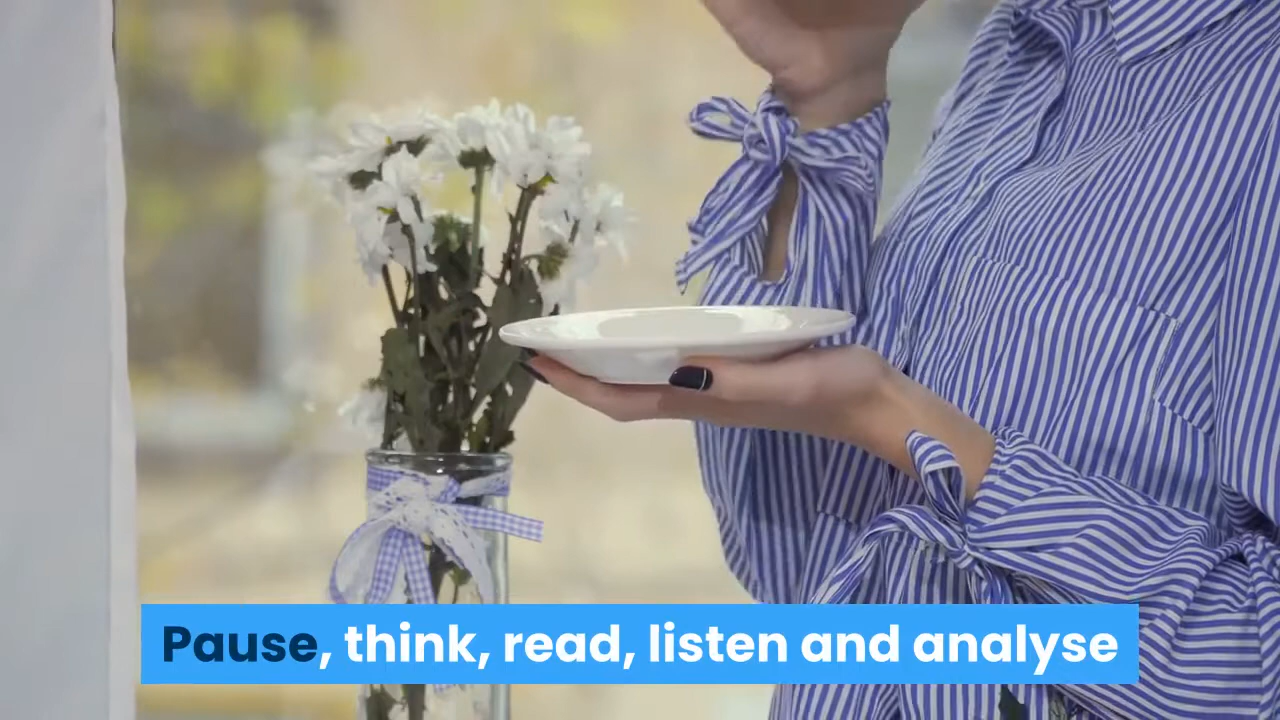 Pause, think, read, listen and analyse